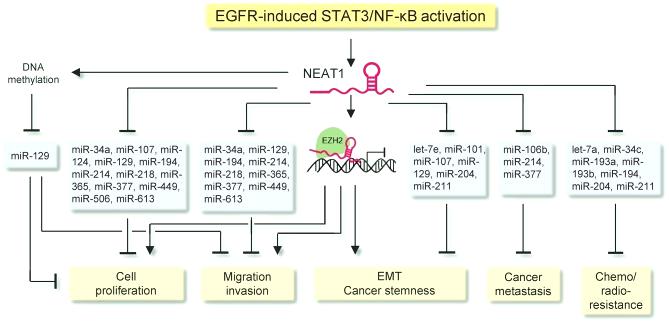 EGFR-induced STAT3/NF-κB activation
DNA
methylation
NEAT1
miR-129
miR-34a, miR-107, miR-
124, miR-129, miR-194,
miR-214, miR-218, miR-
365, miR-377, miR-449,
miR-506, miR-613
miR-34a, miR-129,
miR-194, miR-214,
miR-218, miR-365,
miR-377, miR-449,
miR-613
EZH2
let-7e, miR-101,
miR-107, miR-
129, miR-204,
miR-211
miR-106b,
miR-214,
miR-377
let-7a, miR-34c,
miR-193a, miR-
193b, miR-194,
miR-204, miR-211
Cell
proliferation
Migration
invasion
EMT
Cancer stemness
Cancer
metastasis
Chemo/
radio-
resistance